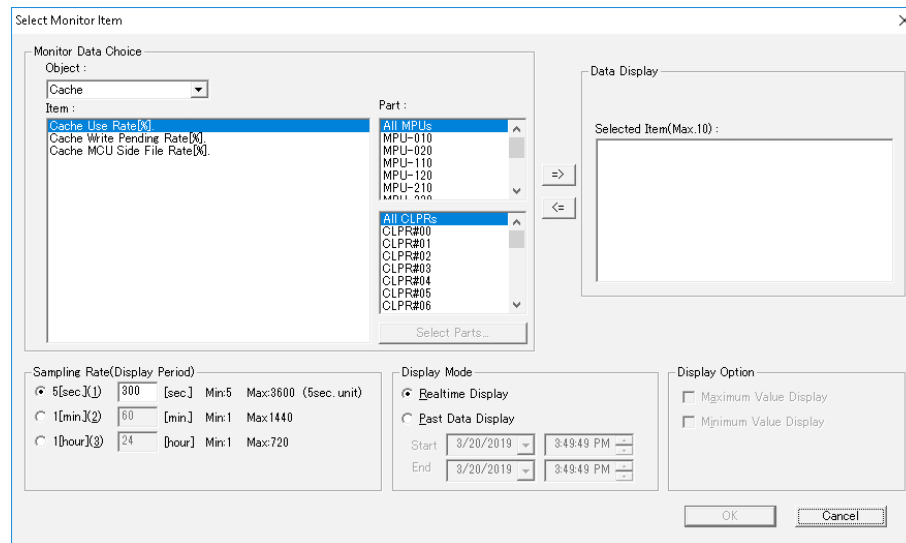 Select Monitor Item
Monitor Data Choice
Object :
Cache
Item :
Cache Use Rate[%].
Cache Write Pending Rate[%].
Cache MCU Side File Rate[%].
Part :
All MPUs
MPU-010
MPU-020
MPU-110
MPU-120
MPU-210
All CLPRs
CLPR#00
CLPR#01
CLPR#02
CLPR#03
CLPR#04
CLPR#05
CLPR#06
Select Parts...
=>
<=
Data Display
Selected Item(Max.10) :
Sampling Rate(Display Period)
5[sec.](1) 300 [sec.] Min:5 Max:3600 (5sec. unit)
1[min.](2) 60 [min.] Min:1 Max1440
1[hour](3) 24 [hour] Min:1 Max:720
Display Mode
Realtime Display
Past Data Display
Start 3/20/2019 3:49:49 PM
End 3/20/2019 3:49:49 PM
Display Option
Maximum Value Display
Minimum Value Display
OK
Cancel